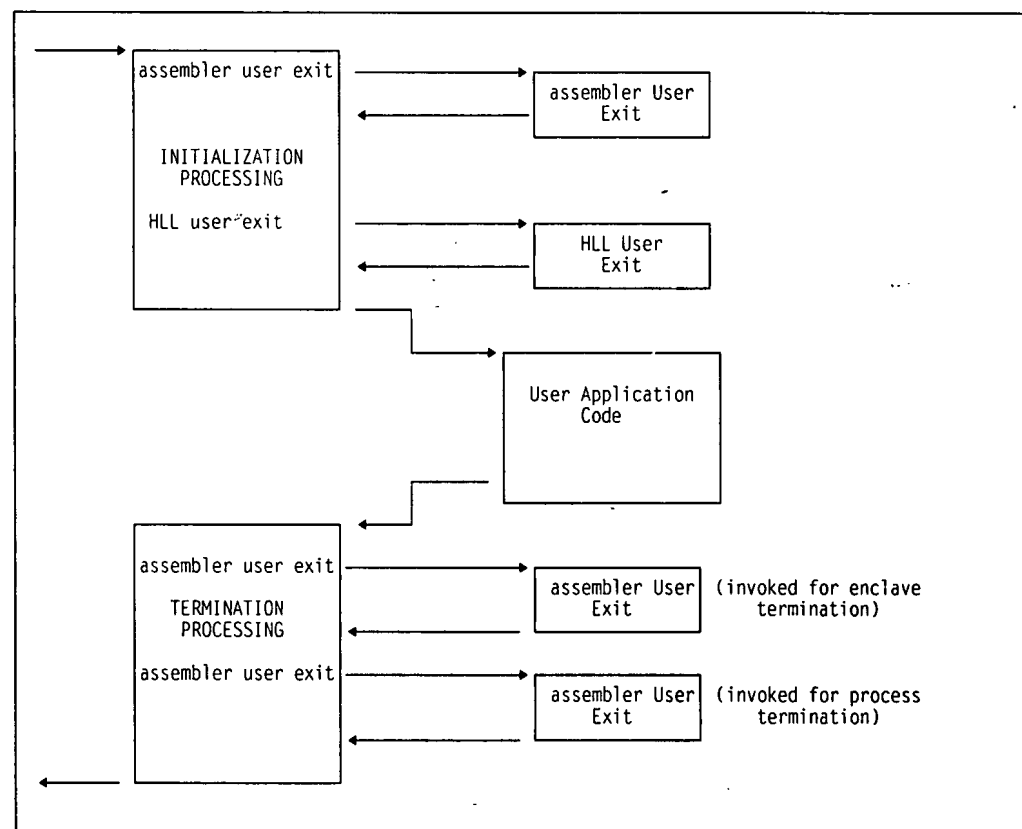 assembler user exit
assembler User
Exit
INITIALIZATION
PROCESSING
HLL user exit
HLL User
Exit
User Application
Code
assembler user exit
assembler User
Exit
(invoked for enclave
termination)
TERMINATION
PROCESSING
assembler user exit
assembler User
Exit
(invoked for process
termination)